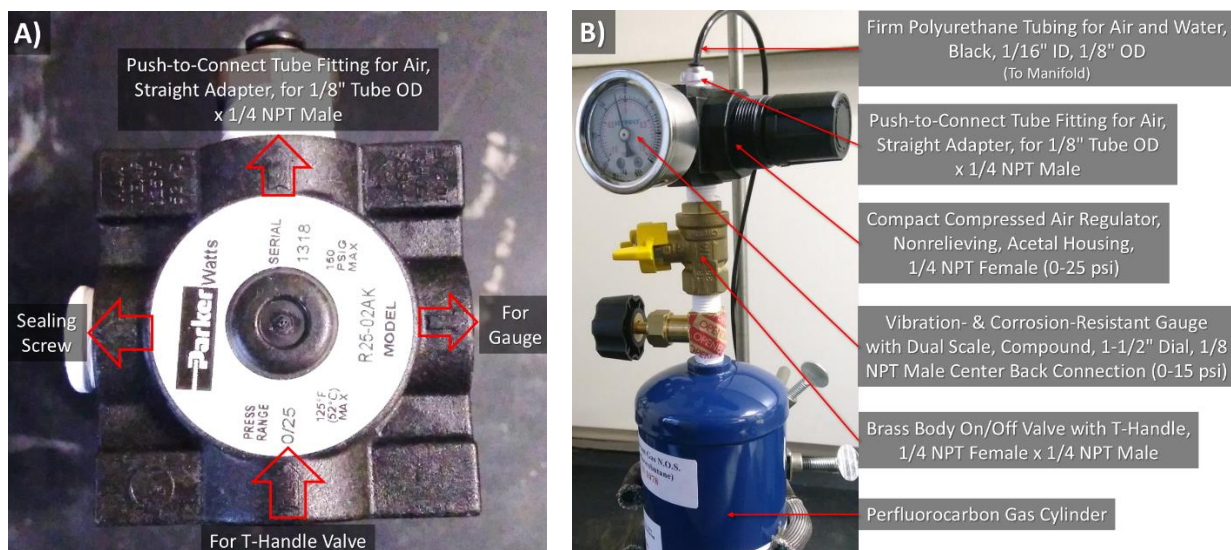 A)
Push-to-Connect Tube Fitting for Air,
Straight Adapter, for 1/8" Tube OD
x 1/4 NPT Male
Sealing
Screw
For
Gauge
For T-Handle Valve
Parker Watts
SERIAL
1318
150
PSIG
MAX
R25-02AK
MODEL
PRESS
RANGE
0/25
125°F
(52°C)
MAX
B)
Firm Polyurethane Tubing for Air and Water,
Black, 1/16" ID, 1/8" OD
(To Manifold)
Push-to-Connect Tube Fitting for Air,
Straight Adapter, for 1/8" Tube OD
x 1/4 NPT Male
Compact Compressed Air Regulator,
Nonrelieving, Acetal Housing,
1/4 NPT Female (0-25 psi)
Vibration- & Corrosion-Resistant Gauge
with Dual Scale, Compound, 1-1/2" Dial, 1/8
NPT Male Center Back Connection (0-15 psi)
Brass Body On/Off Valve with T-Handle,
1/4 NPT Female x 1/4 NPT Male
Perfluorocarbon Gas Cylinder
OPEN
Gas N.O.S.